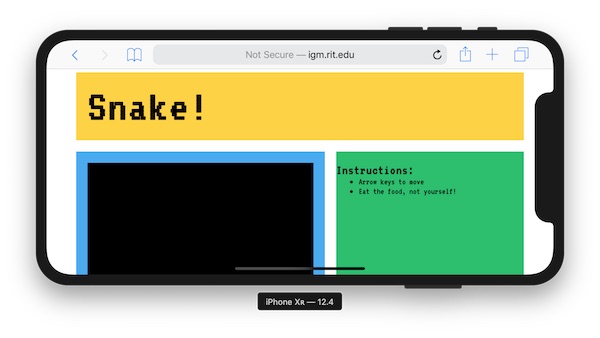 Not Secure — igm.rit.edu
Snake!
Instructions:
Arrow keys to move
Eat the food, not yourself!
iPhone Xʀ — 12.4